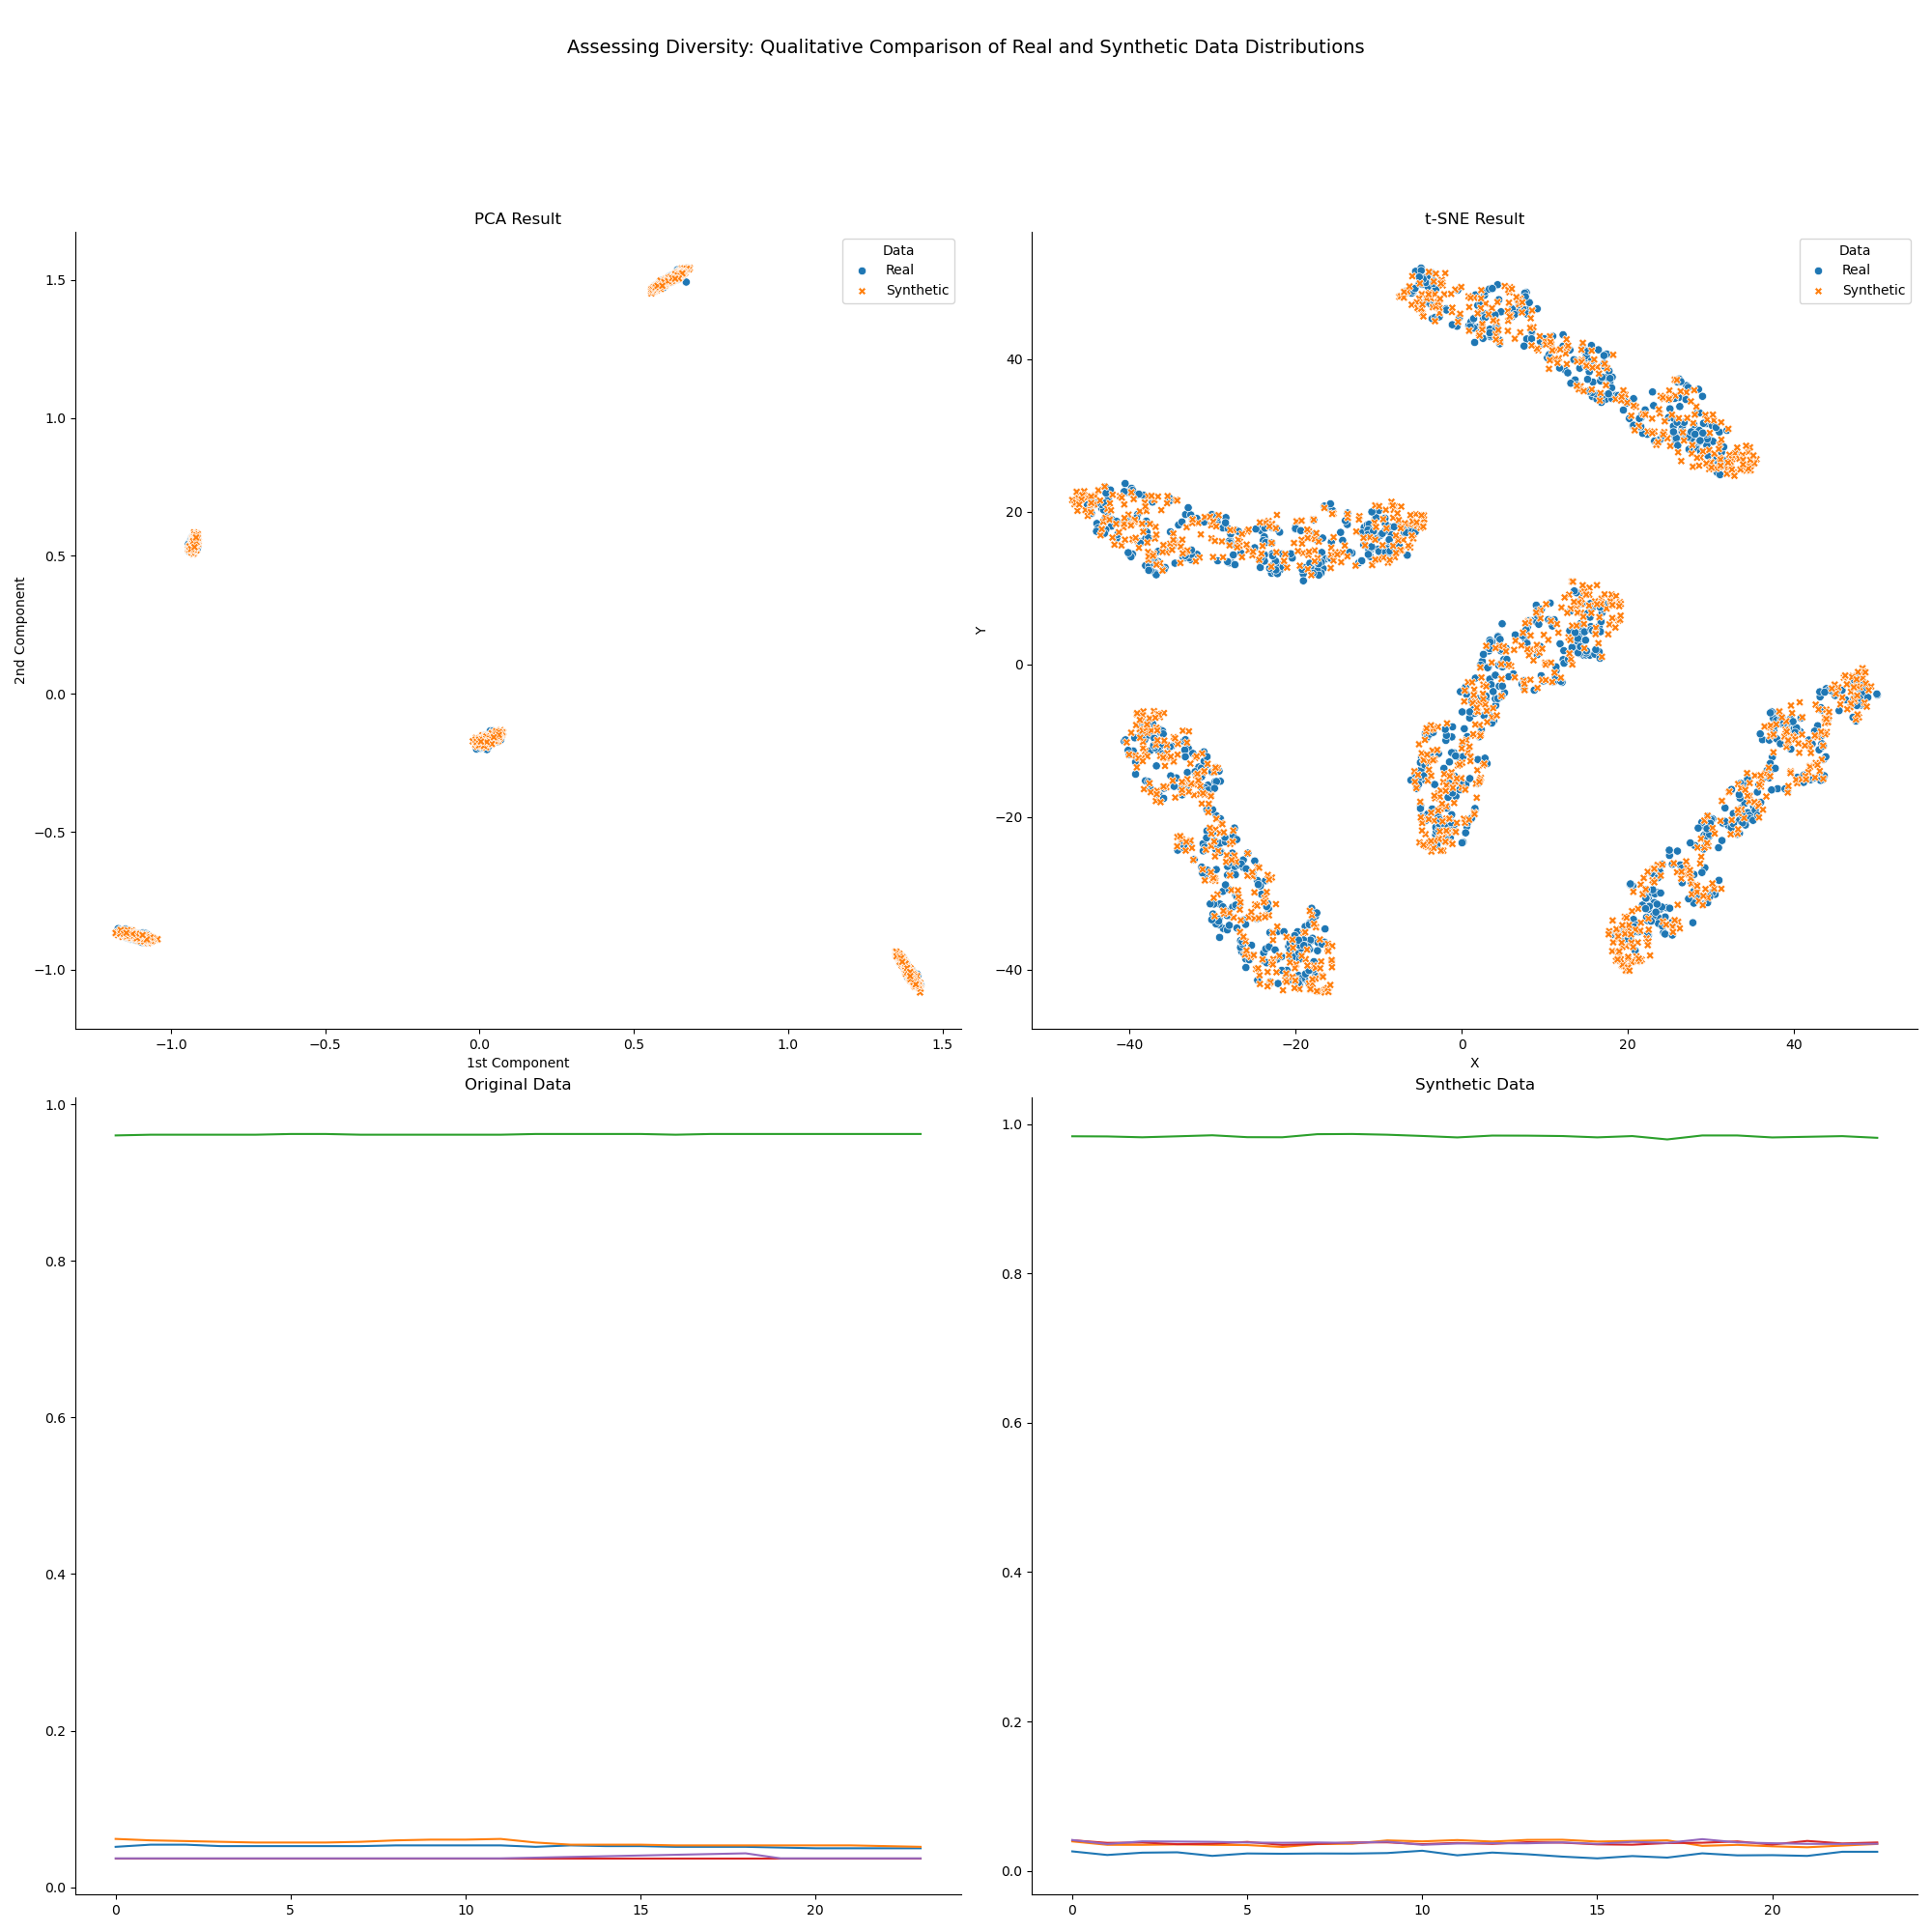 Assessing Diversity: Qualitative Comparison of Real and Synthetic Data Distributions
PCA Result
Data
Real
Synthetic
1.5
1.0
0.5
0.0
−0.5
−1.0
2nd Component
−1.0
−0.5
0.0
0.5
1.0
1.5
1st Component
t-SNE Result
Data
Real
Synthetic
40
20
0
−20
−40
Y
−40
−20
0
20
40
X
Original Data
1.0
0.8
0.6
0.4
0.2
0.0
0
5
10
15
20
Synthetic Data
1.0
0.8
0.6
0.4
0.2
0.0
0
5
10
15
20